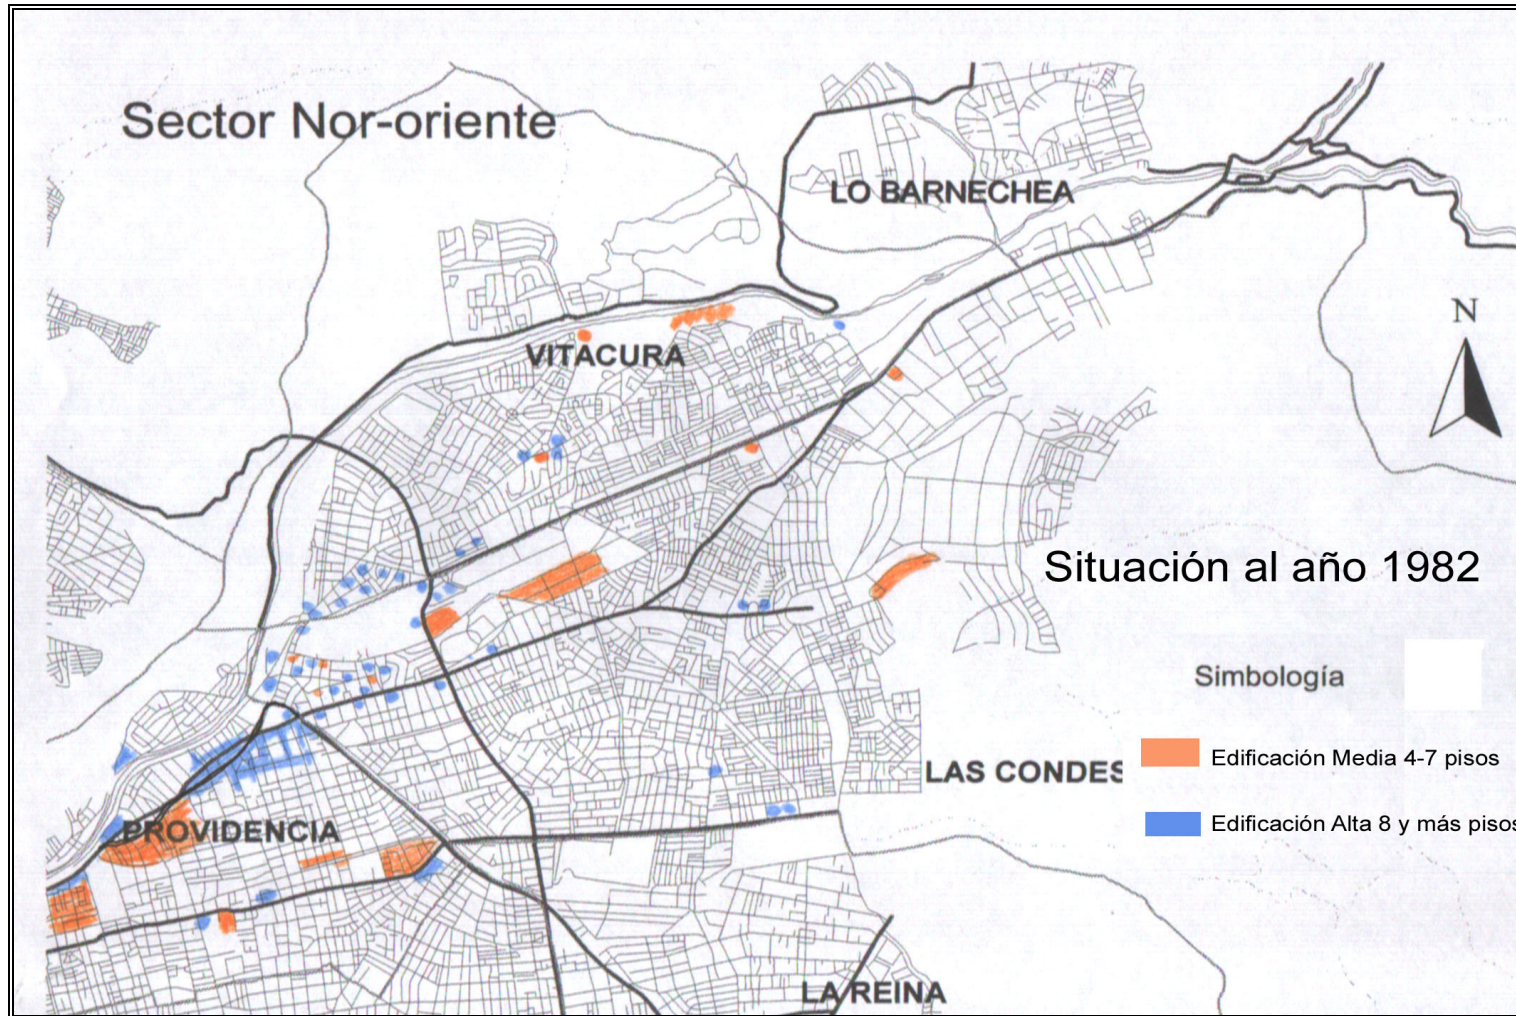 Sector Nor-oriente
LO BARNECHEA
N
VITACURA
Situación al año 1982
Simbología
Edificación Media 4-7 pisos
LAS CONDES
Edificación Alta 8 y más pisos
PROVIDENCIA
LA REINA